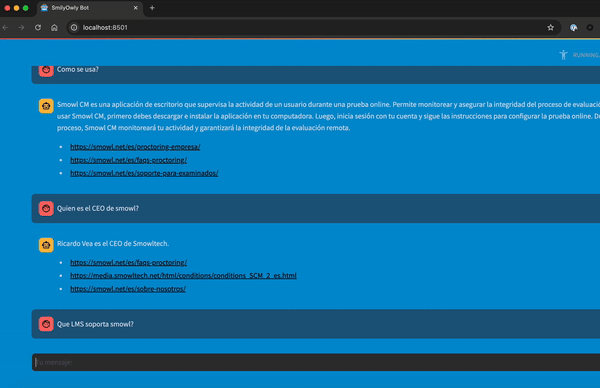 SmilyOwly Bot
localhost:8501
RUNNING...
Como se usa?
Smowl CM es una aplicación de escritorio que supervisa la actividad de un usuario durante una prueba online. Permite monitorear y asegurar la integridad del proceso de
usar Smowl CM, primero debes descargar e instalar la aplicación en tu computadora. Luego, inicia sesión con tu cuenta y sigue las instrucciones para configurar la prueba online.
proceso, Smowl CM monitoreará tu actividad y garantizará la integridad de la evaluación remota.
https://smowl.net/es/proctoring-empresa/
https://smowl.net/es/faqs-proctoring/
https://smowl.net/es/soporte-para-examinados/
Quien es el CEO de smowl?
Ricardo Vea es el CEO de Smowltech.
https://smowl.net/es/faqs-proctoring/
https://media.smowltech.net/html/conditions/conditions_SCM_2_es.html
https://smowl.net/es/sobre-nosotros/
Que LMS soporta smowl?
Tu mensaje: